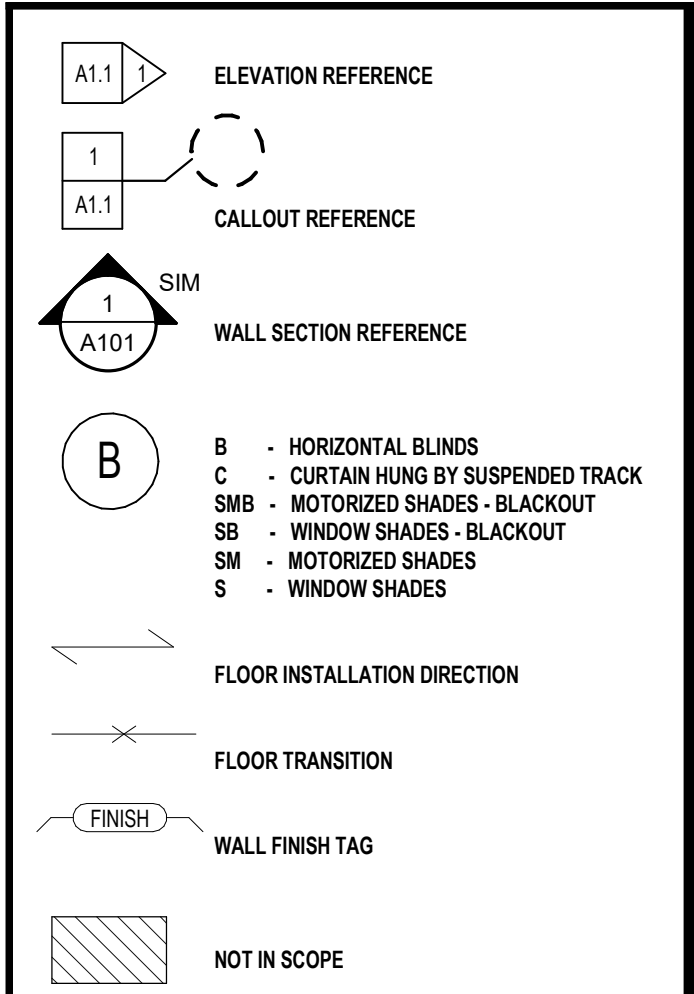 A1.1 1 ELEVATION REFERENCE
1
A1.1
CALLOUT REFERENCE
SIM
1
A101
WALL SECTION REFERENCE
B
B - HORIZONTAL BLINDS
C - CURTAIN HUNG BY SUSPENDED TRACK
SMB - MOTORIZED SHADES - BLACKOUT
SB - WINDOW SHADES - BLACKOUT
SM - MOTORIZED SHADES
S - WINDOW SHADES
FLOOR INSTALLATION DIRECTION
FLOOR TRANSITION
FINISH
WALL FINISH TAG
NOT IN SCOPE